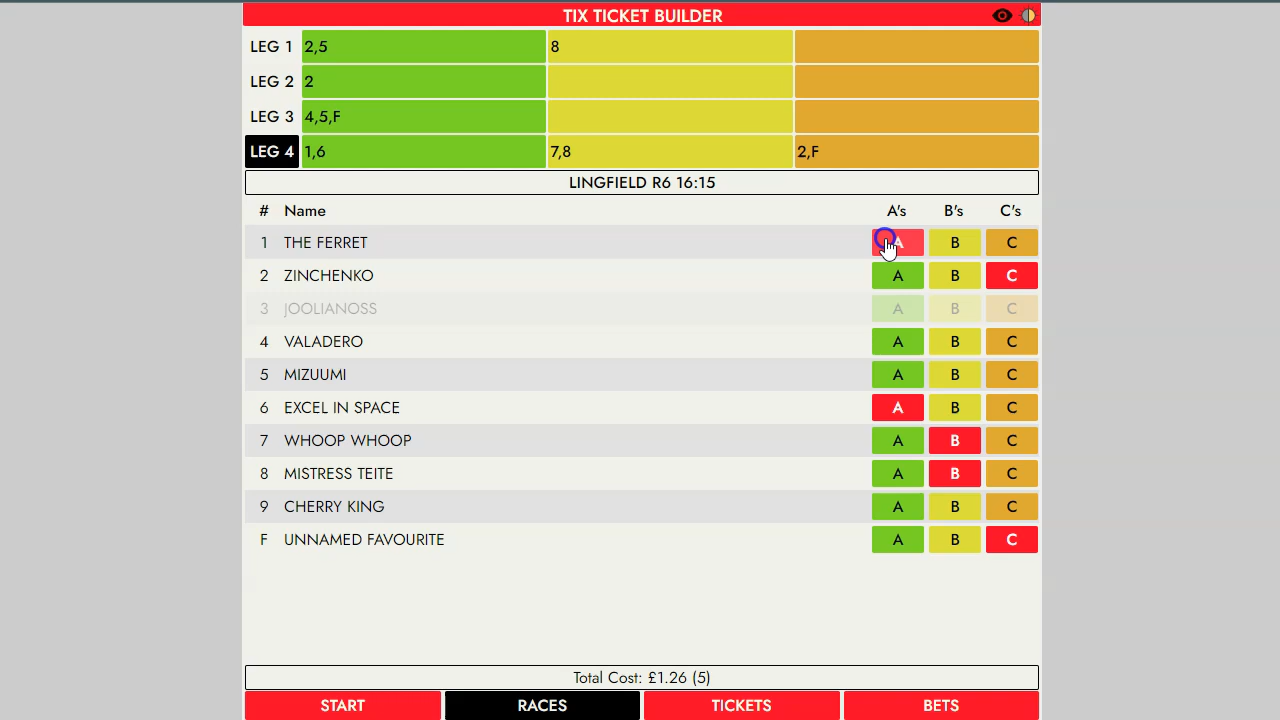 TIX TICKET BUILDER
LEG 1 2,5 8
LEG 2 2
LEG 3 4,5,F
LEG 4 1,6 7,8 2,F
LINGFIELD R6 16:15
# Name A's B's C's
1 THE FERRET A B C
2 ZINCHENKO A B C
3 JOOLIANOSS A B C
4 VALADERO A B C
5 MIZUUMI A B C
6 EXCEL IN SPACE A B C
7 WHOOP WHOOP A B C
8 MISTRESS TEITE A B C
9 CHERRY KING A B C
F UNNAMED FAVOURITE A B C
Total Cost: £1.26 (5)
START RACES TICKETS BETS